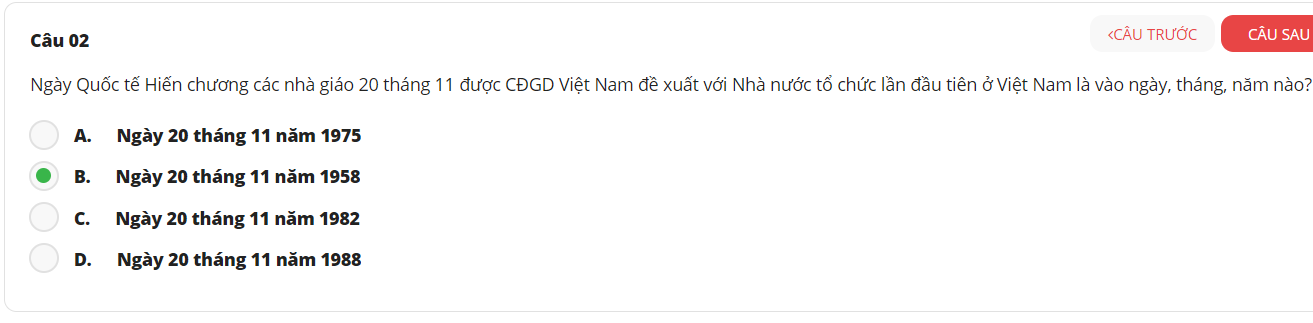 Câu 02
<CÂU TRƯỚC
CÂU SAU
Ngày Quốc tế Hiến chương các nhà giáo 20 tháng 11 được CĐGD Việt Nam đề xuất với Nhà nước tổ chức lần đầu tiên ở Việt Nam là vào ngày, tháng, năm nào?
A. Ngày 20 tháng 11 năm 1975
B. Ngày 20 tháng 11 năm 1958
C. Ngày 20 tháng 11 năm 1982
D. Ngày 20 tháng 11 năm 1988